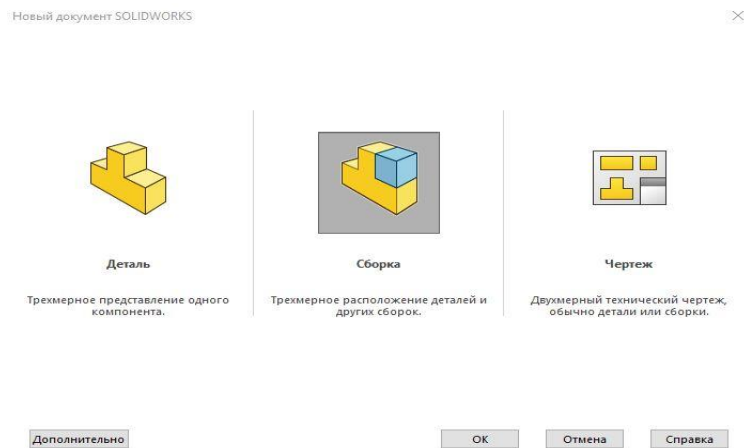 Новый документ SOLIDWORKS
Деталь
Трехмерное представление одного
компонента.
Сборка
Трехмерное расположение деталей и
других сборок.
Чертеж
Двухмерный технический чертеж,
обычно детали или сборки.
Дополнительно
ОК
Отмена
Справка